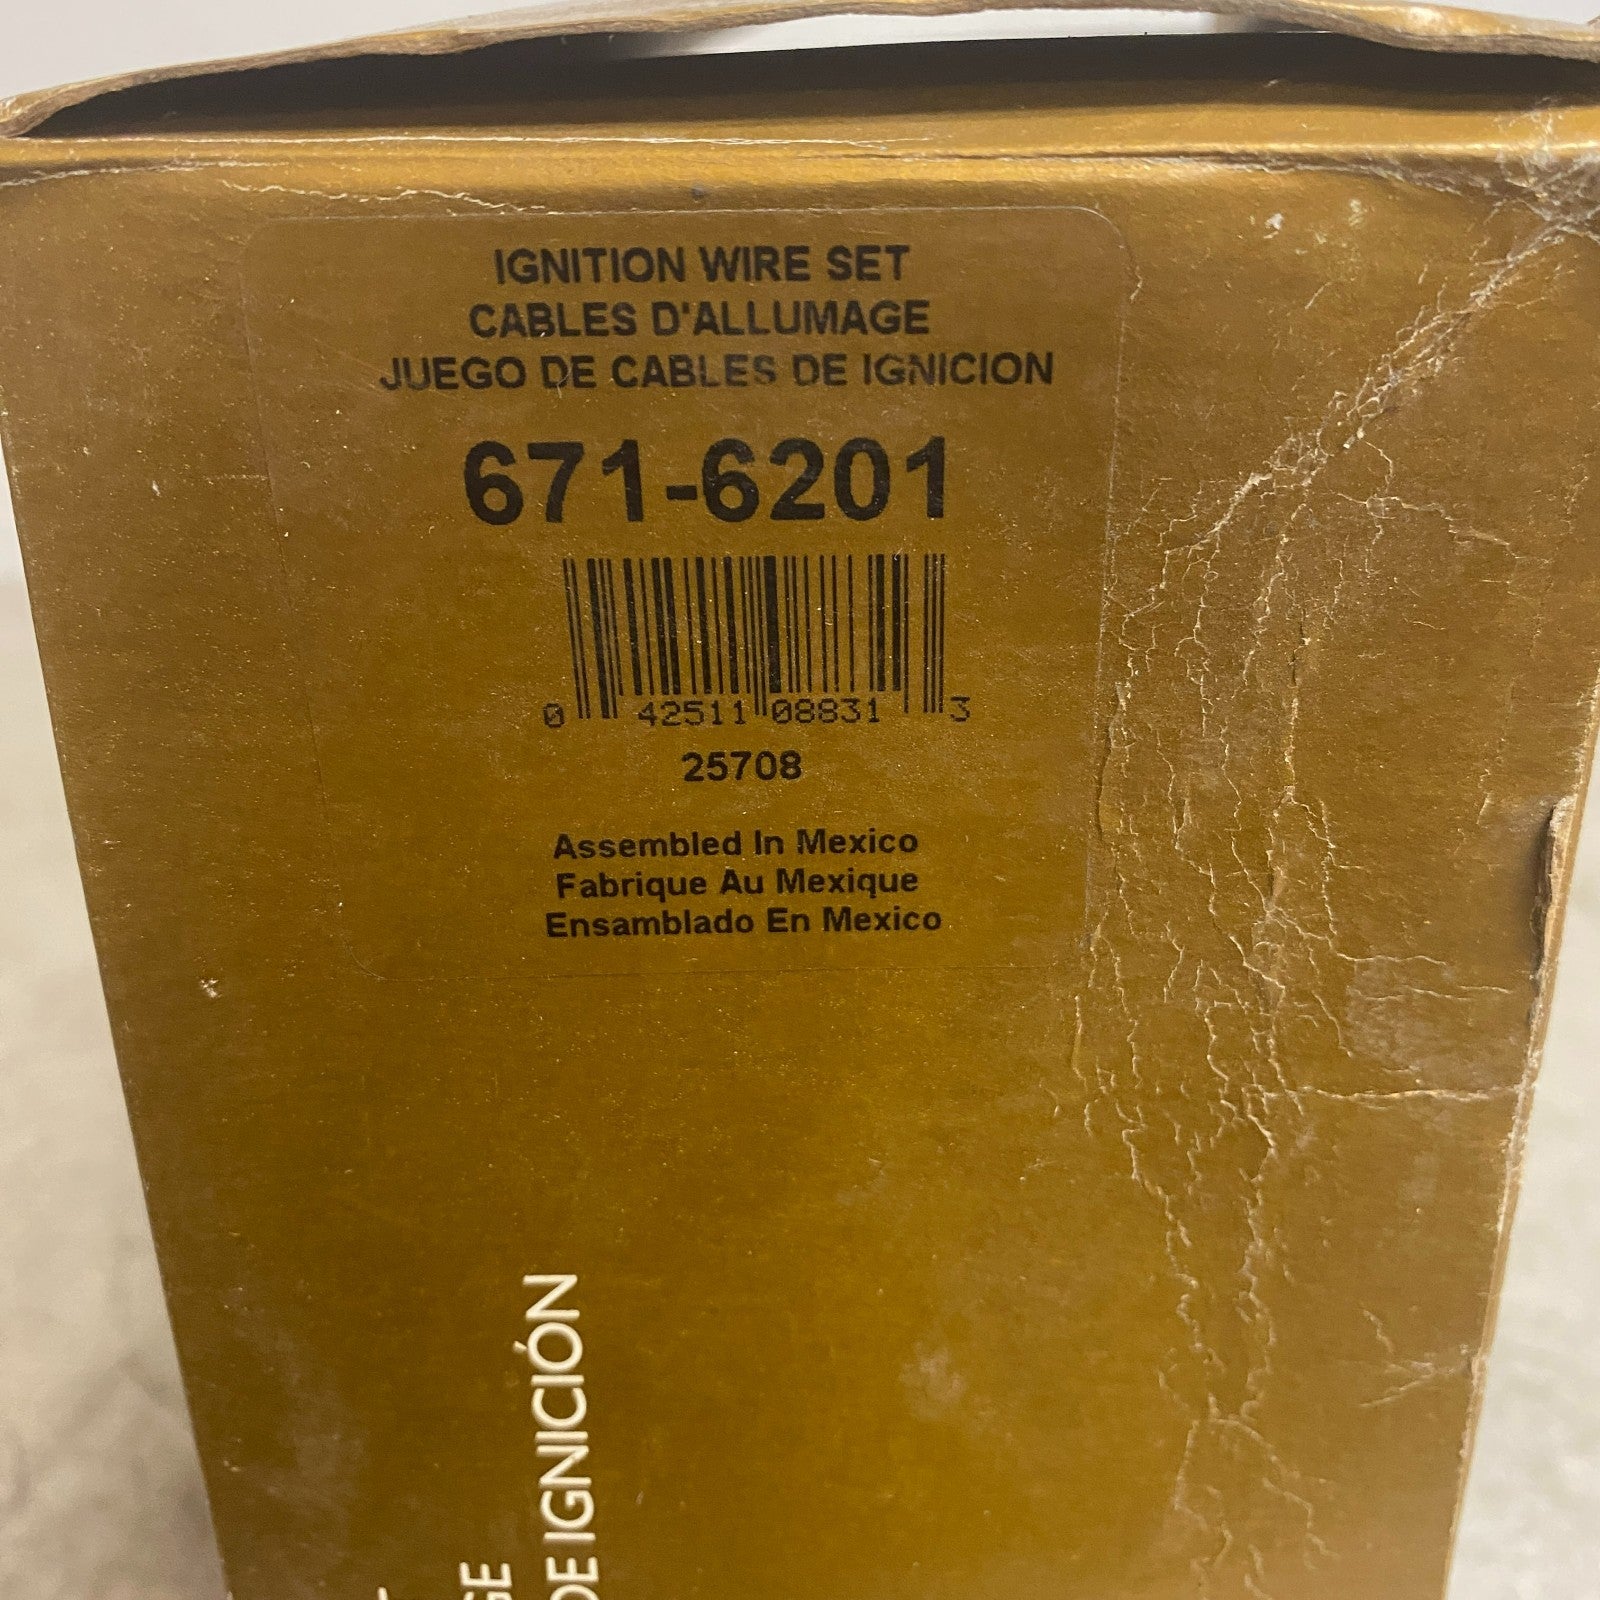 IGNITION WIRE SET
CABLES D'ALLUMAGE
JUEGO DE CABLES DE IGNICION
671-6201
0 42511 08831 3
25708
Assembled In Mexico
Fabrique Au Mexique
Ensamblado En Mexico
DE IGNICIÓN